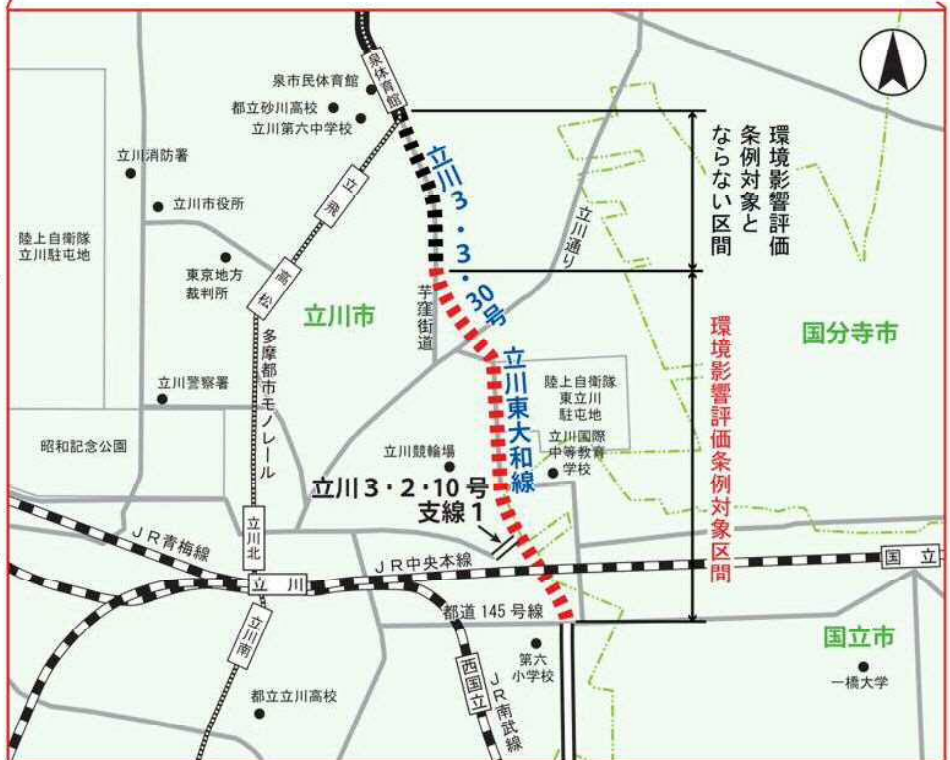 泉体育館
泉市民体育館
都立砂川高校
立川第六中学校
立川消防署
立川市役所
立飛
陸上自衛隊
立川駐屯地
東京地方
裁判所
高松
立川市
多摩都市モノレール
立川3・3・30号
立川東大和線
芋窪街道
立川通り
環境影響評価
条例対象と
ならない区間
環境影響評価条例対象区間
国分寺市
陸上自衛隊
東立川
駐屯地
立川国際
中等教育
学校
立川警察署
昭和記念公園
立川競輪場
立川3・2・10号
支線1
JR青梅線
立川北
立川
JR中央本線
国立
都道145号線
立川南
西国立
JR南武線
第六
小学校
国立市
一橋大学
都立立川高校